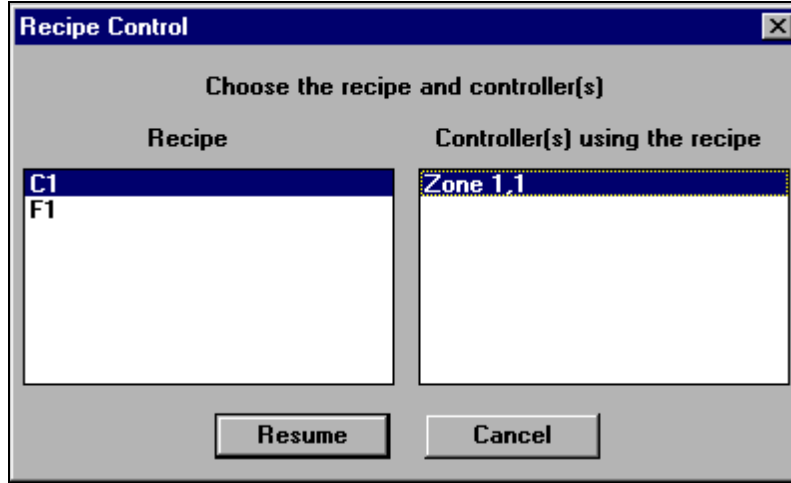 Recipe Control
Choose the recipe and controller(s)
Recipe
Controller(s) using the recipe
C1
F1
Zone 1,1
Resume
Cancel